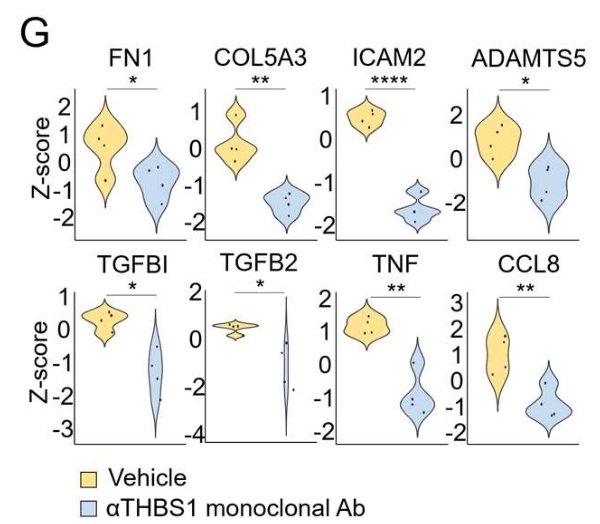 G
FN1 COL5A3 ICAM2 ADAMTS5
* ** **** *
Z-score
2 1 0 -1 -2
1 0 -1 -2
1 0 -1 -2
2 0 -2
TGFBI TGFB2 TNF CCL8
* * ** **
Z-score
1 0 -1 -2 -3
2 0 -2 -4
2 1 0 -1 -2
3 2 1 0 -1 -2
Vehicle
αTHBS1 monoclonal Ab